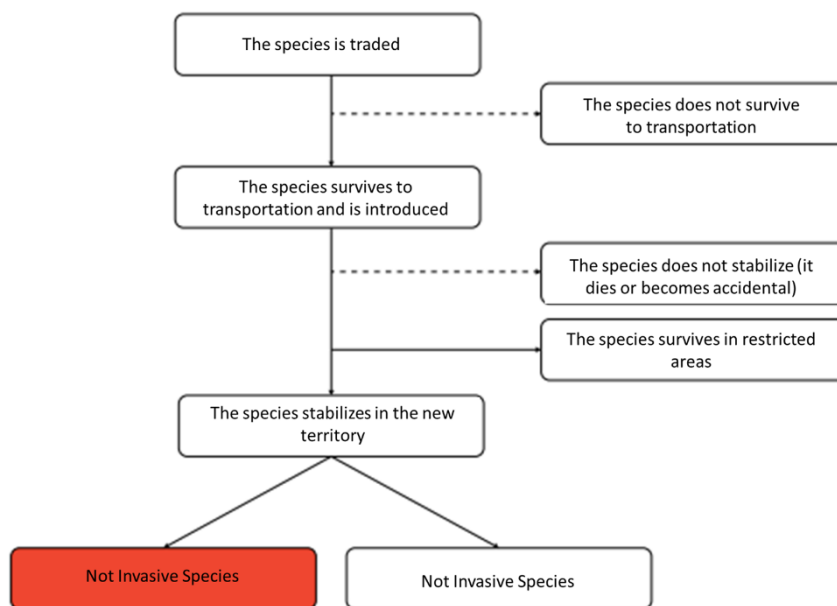 The species is traded
The species does not survive
to transportation
The species survives to
transportation and is introduced
The species does not stabilize (it
dies or becomes accidental)
The species survives in restricted
areas
The species stabilizes in the new
territory
Not Invasive Species
Not Invasive Species